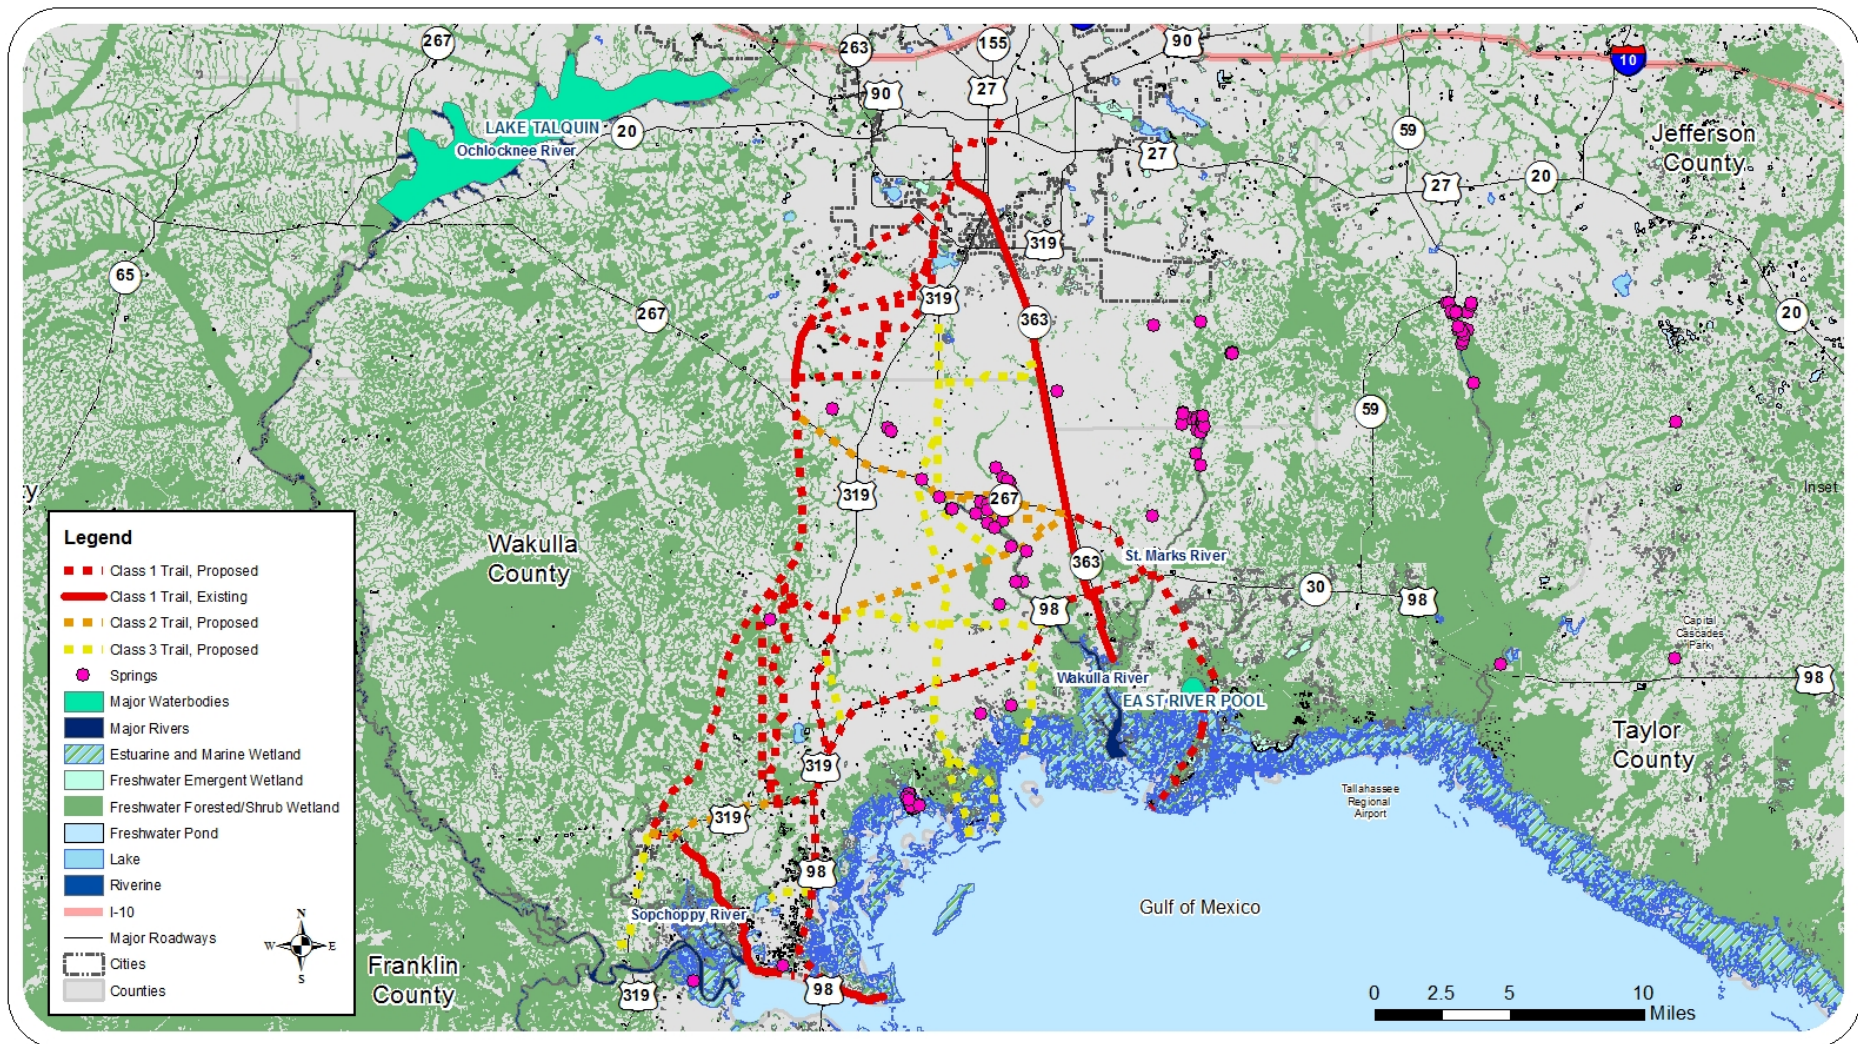 267
263
155
90
10
90
27
LAKE TALQUIN
Ochlocknee River
20
59
Jefferson
County
27
27
20
65
319
267
319
363
20
59
319
267
Inset
ty
Wakulla
County
363
St. Marks River
30
98
98
Capital
Cascades
Park
Wakulla River
EAST RIVER POOL
98
Taylor
County
319
Tallahassee
Regional
Airport
319
98
Sopchoppy River
Gulf of Mexico
Franklin
County
319
98
Legend
Class 1 Trail, Proposed
Class 1 Trail, Existing
Class 2 Trail, Proposed
Class 3 Trail, Proposed
Springs
Major Waterbodies
Major Rivers
Estuarine and Marine Wetland
Freshwater Emergent Wetland
Freshwater Forested/Shrub Wetland
Freshwater Pond
Lake
Riverine
I-10
Major Roadways
Cities
Counties
N
W E
S
0 2.5 5 10
Miles